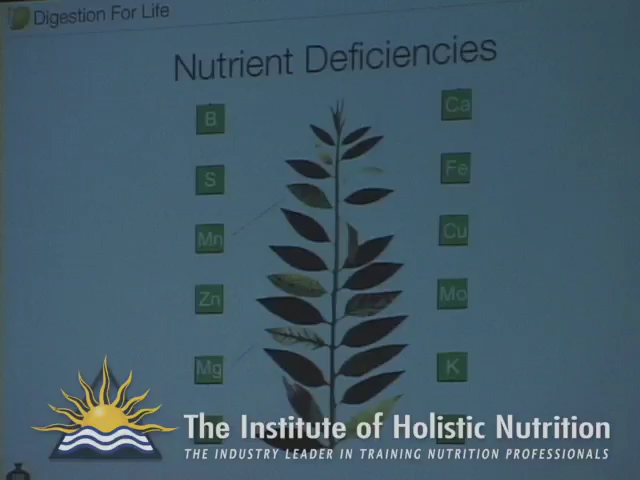 Digestion For Life
Nutrient Deficiencies
B
Ca
S
Fe
Mn
Cu
Zn
Mo
Mg
K
The Institute of Holistic Nutrition
THE INDUSTRY LEADER IN TRAINING NUTRITION PROFESSIONALS